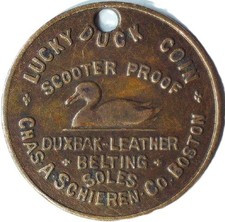 LUCKY DUCK COIN
SCOOTER PROOF
DUXBAK-LEATHER
BELTING
SOLES
CHAS. A. SCHIEREN CO. BOSTON